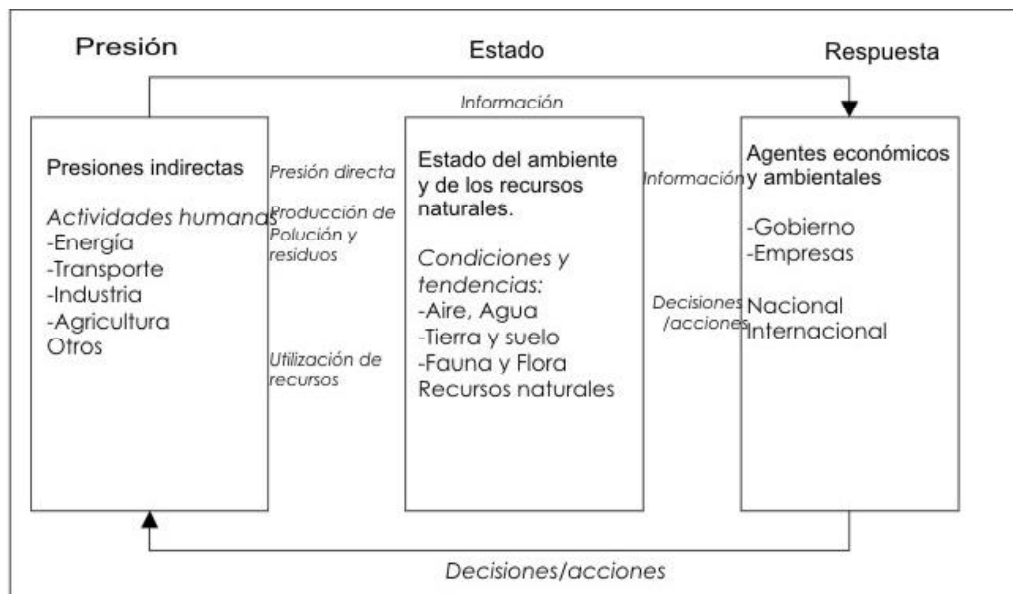 Presión
Estado
Respuesta
Información
Presiones indirectas
Actividades humanas
-Energía
-Transporte
-Industria
-Agricultura
Otros
Presión directa
Producción de
Polución y
residuos
Utilización de
recursos
Estado del ambiente
y de los recursos
naturales.
Condiciones y
tendencias:
-Aire, Agua
-Tierra y suelo
-Fauna y Flora
Recursos naturales
Información
Decisiones
/acciones
Agentes económicos
y ambientales
-Gobierno
-Empresas
Nacional
Internacional
Decisiones/acciones